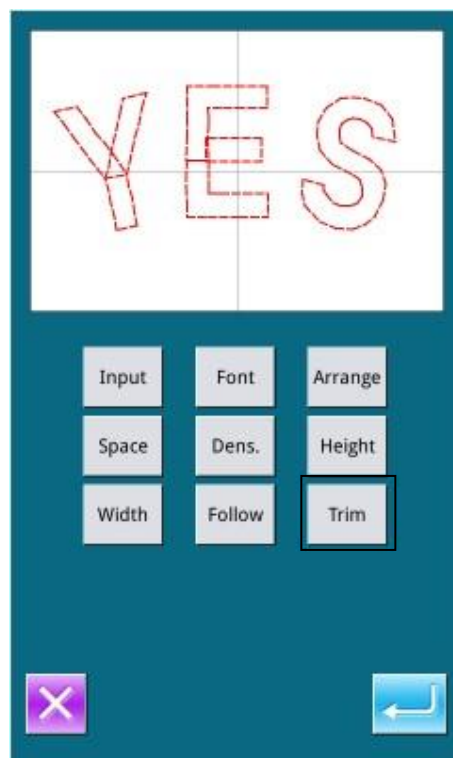 YES
Input Font Arrange
Space Dens. Height
Width Follow Trim